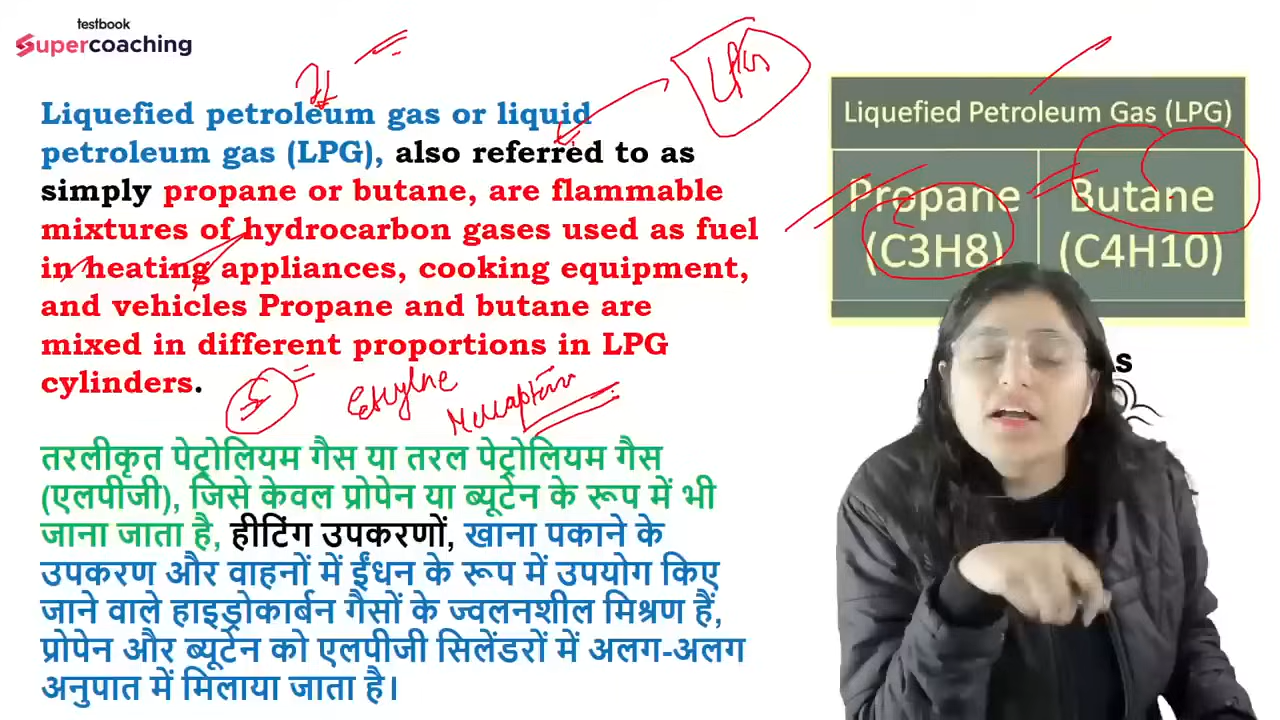 testbook
Supercoaching
LPG
Liquefied petroleum gas or liquid
petroleum gas (LPG), also referred to as
simply propane or butane, are flammable
mixtures of hydrocarbon gases used as fuel
in heating appliances, cooking equipment,
and vehicles Propane and butane are
mixed in different proportions in LPG
cylinders.
Mercaptan
तरलीकृत पेट्रोलियम गैस या तरल पेट्रोलियम गैस
(एलपीजी), जिसे केवल प्रोपेन या ब्यूटेन के रूप में भी
जाना जाता है, हीटिंग उपकरणों, खाना पकाने के
उपकरण और वाहनों में ईंधन के रूप में उपयोग किए
जाने वाले हाइड्रोकार्बन गैसों के ज्वलनशील मिश्रण हैं,
प्रोपेन और ब्यूटेन को एलपीजी सिलेंडरों में अलग-अलग
अनुपात में मिलाया जाता है।
Liquefied Petroleum Gas (LPG)
Propane
(C3H8)
Butane
(C4H10)